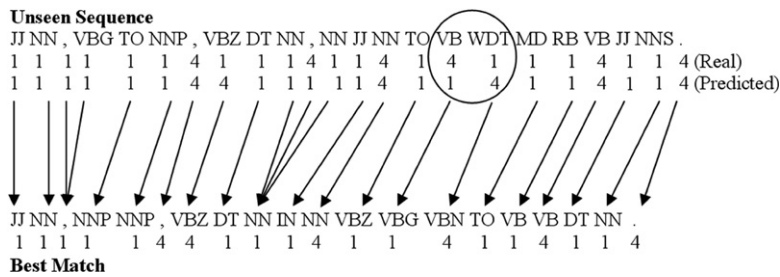 Unseen Sequence
JJ NN , VBG TO NNP , VBZ DT NN , NN JJ NN TO VB WDT MD RB VB JJ NNS .
1 1 1 1 1 1 4 4 1 1 4 1 1 4 1 4 1 1 1 4 1 1 4 (Real)
1 1 1 1 1 1 4 4 1 1 1 1 1 4 1 1 4 1 1 4 1 1 4 (Predicted)
JJ NN , NNP NNP , VBZ DT NN IN NN VBZ VBG VBN TO VB VB DT NN .
1 1 1 1 1 4 4 1 1 1 4 1 1 4 1 1 4 1 1 4
Best Match